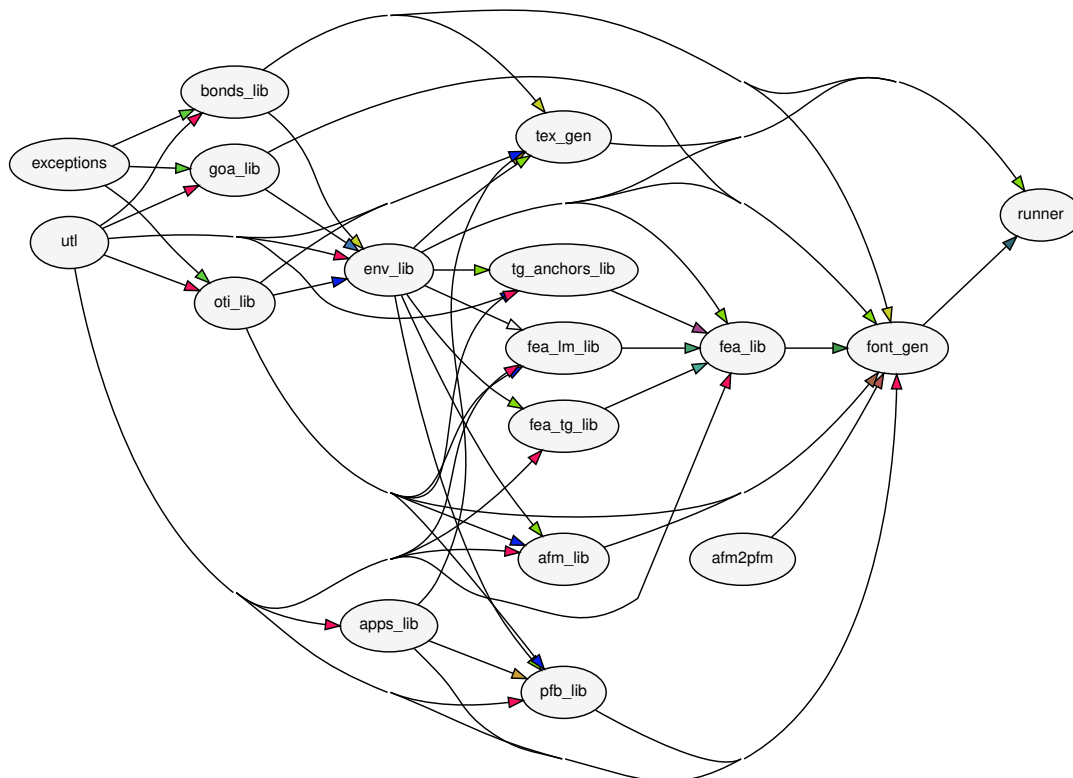 bonds_lib
tex_gen
exceptions
goa_lib
runner
utl
env_lib
tg_anchors_lib
oti_lib
fea_lm_lib
fea_lib
font_gen
fea_tg_lib
afm_lib
afm2pfm
apps_lib
pfb_lib